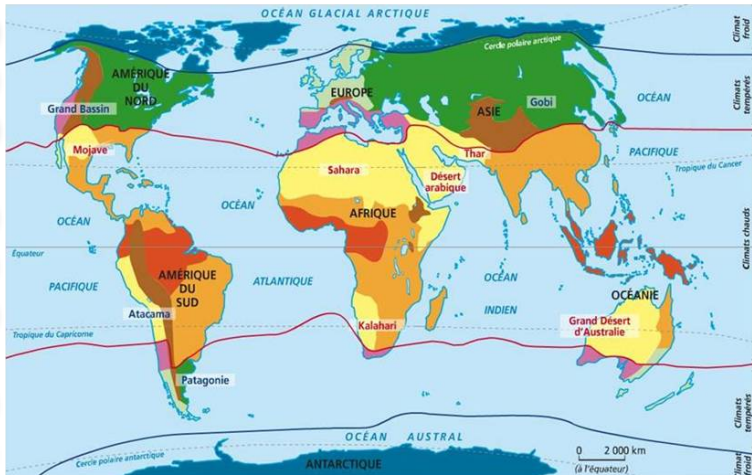 OCÉAN GLACIAL ARCTIQUE
Climat froid
Cercle polaire arctique
AMÉRIQUE
DU
NORD
EUROPE
Climats tempérés
Grand Bassin
ASIE
Gobi
OCÉAN
Mojave
Thar
PACIFIQUE
Sahara
Tropique du Cancer
Désert
arabique
OCÉAN
OCÉAN
AFRIQUE
Climats chauds
Équateur
PACIFIQUE
AMÉRIQUE
DU
SUD
ATLANTIQUE
OCÉAN
INDIEN
OCÉANIE
Atacama
Kalahari
Grand Désert
d'Australie
Tropique du Capricorne
Patagonie
Climats tempérés
OCÉAN AUSTRAL
Cercle polaire antarctique
ANTARCTIQUE
0 2 000 km
(à l'équateur)
Climat froid